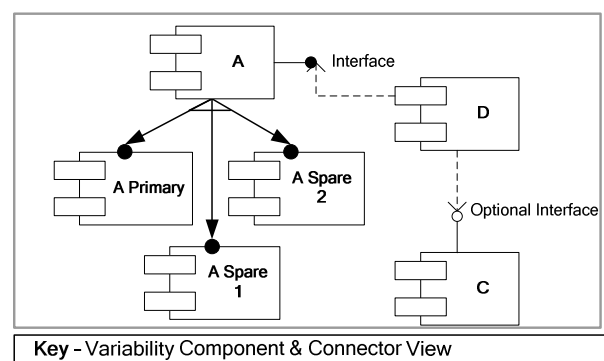 A
Interface
D
A Primary
A Spare
2
Optional Interface
A Spare
1
C
Key - Variability Component & Connector View